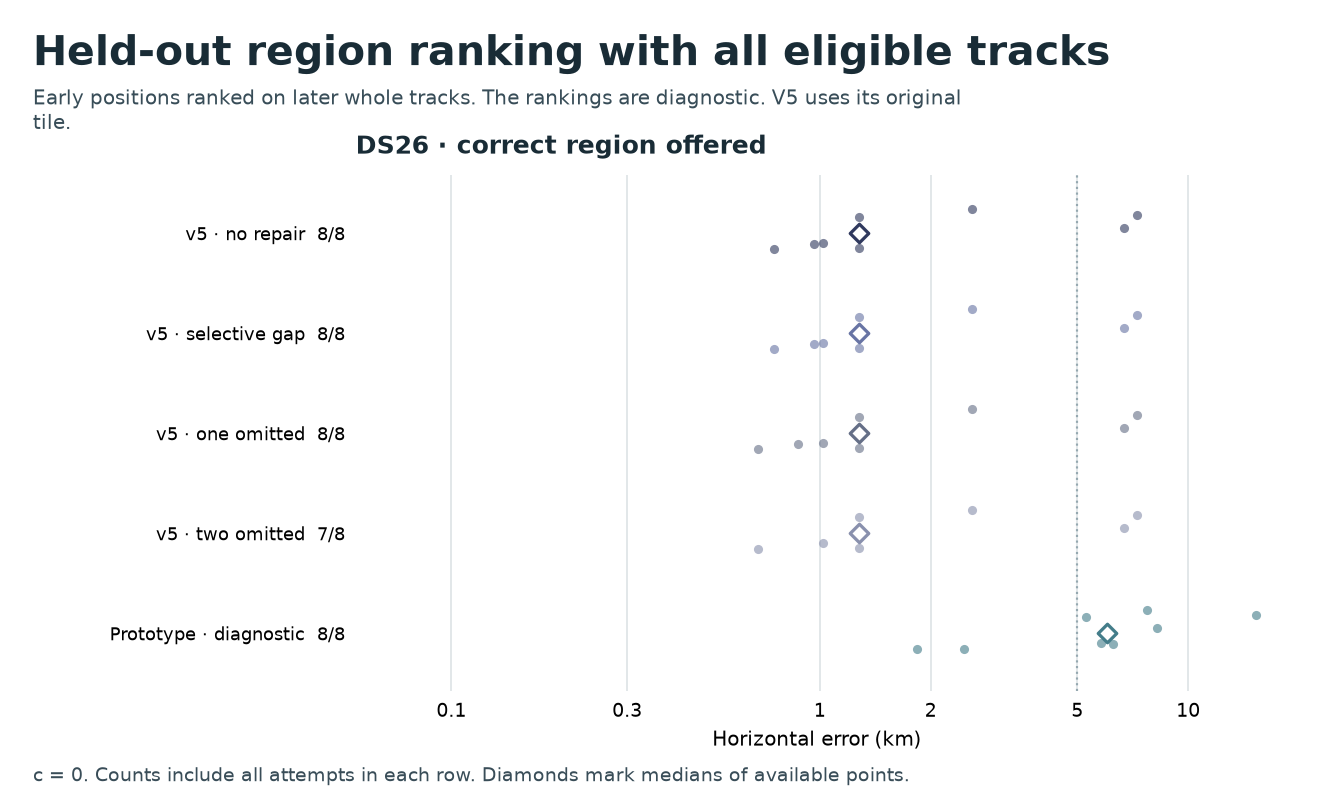 Held-out region ranking with all eligible tracks
Early positions ranked on later whole tracks. The rankings are diagnostic. V5 uses its original
tile.
DS26 · correct region offered
v5 · no repair 8/8
v5 · selective gap 8/8
v5 · one omitted 8/8
v5 · two omitted 7/8
Prototype · diagnostic 8/8
0.1 0.3 1 2 5 10
Horizontal error (km)
c = 0. Counts include all attempts in each row. Diamonds mark medians of available points.